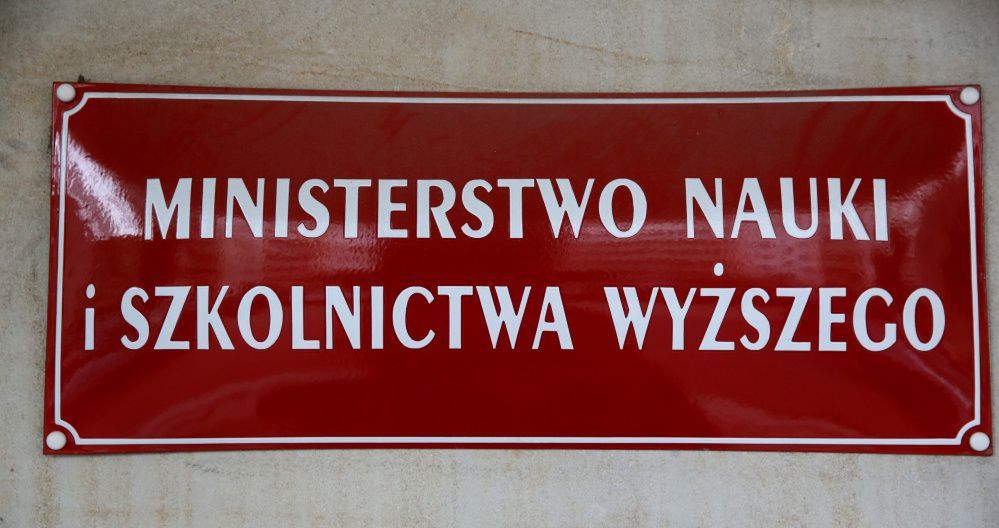 MINISTERSTWO NAUKI
i SZKOLNICTWA WYŻSZEGO